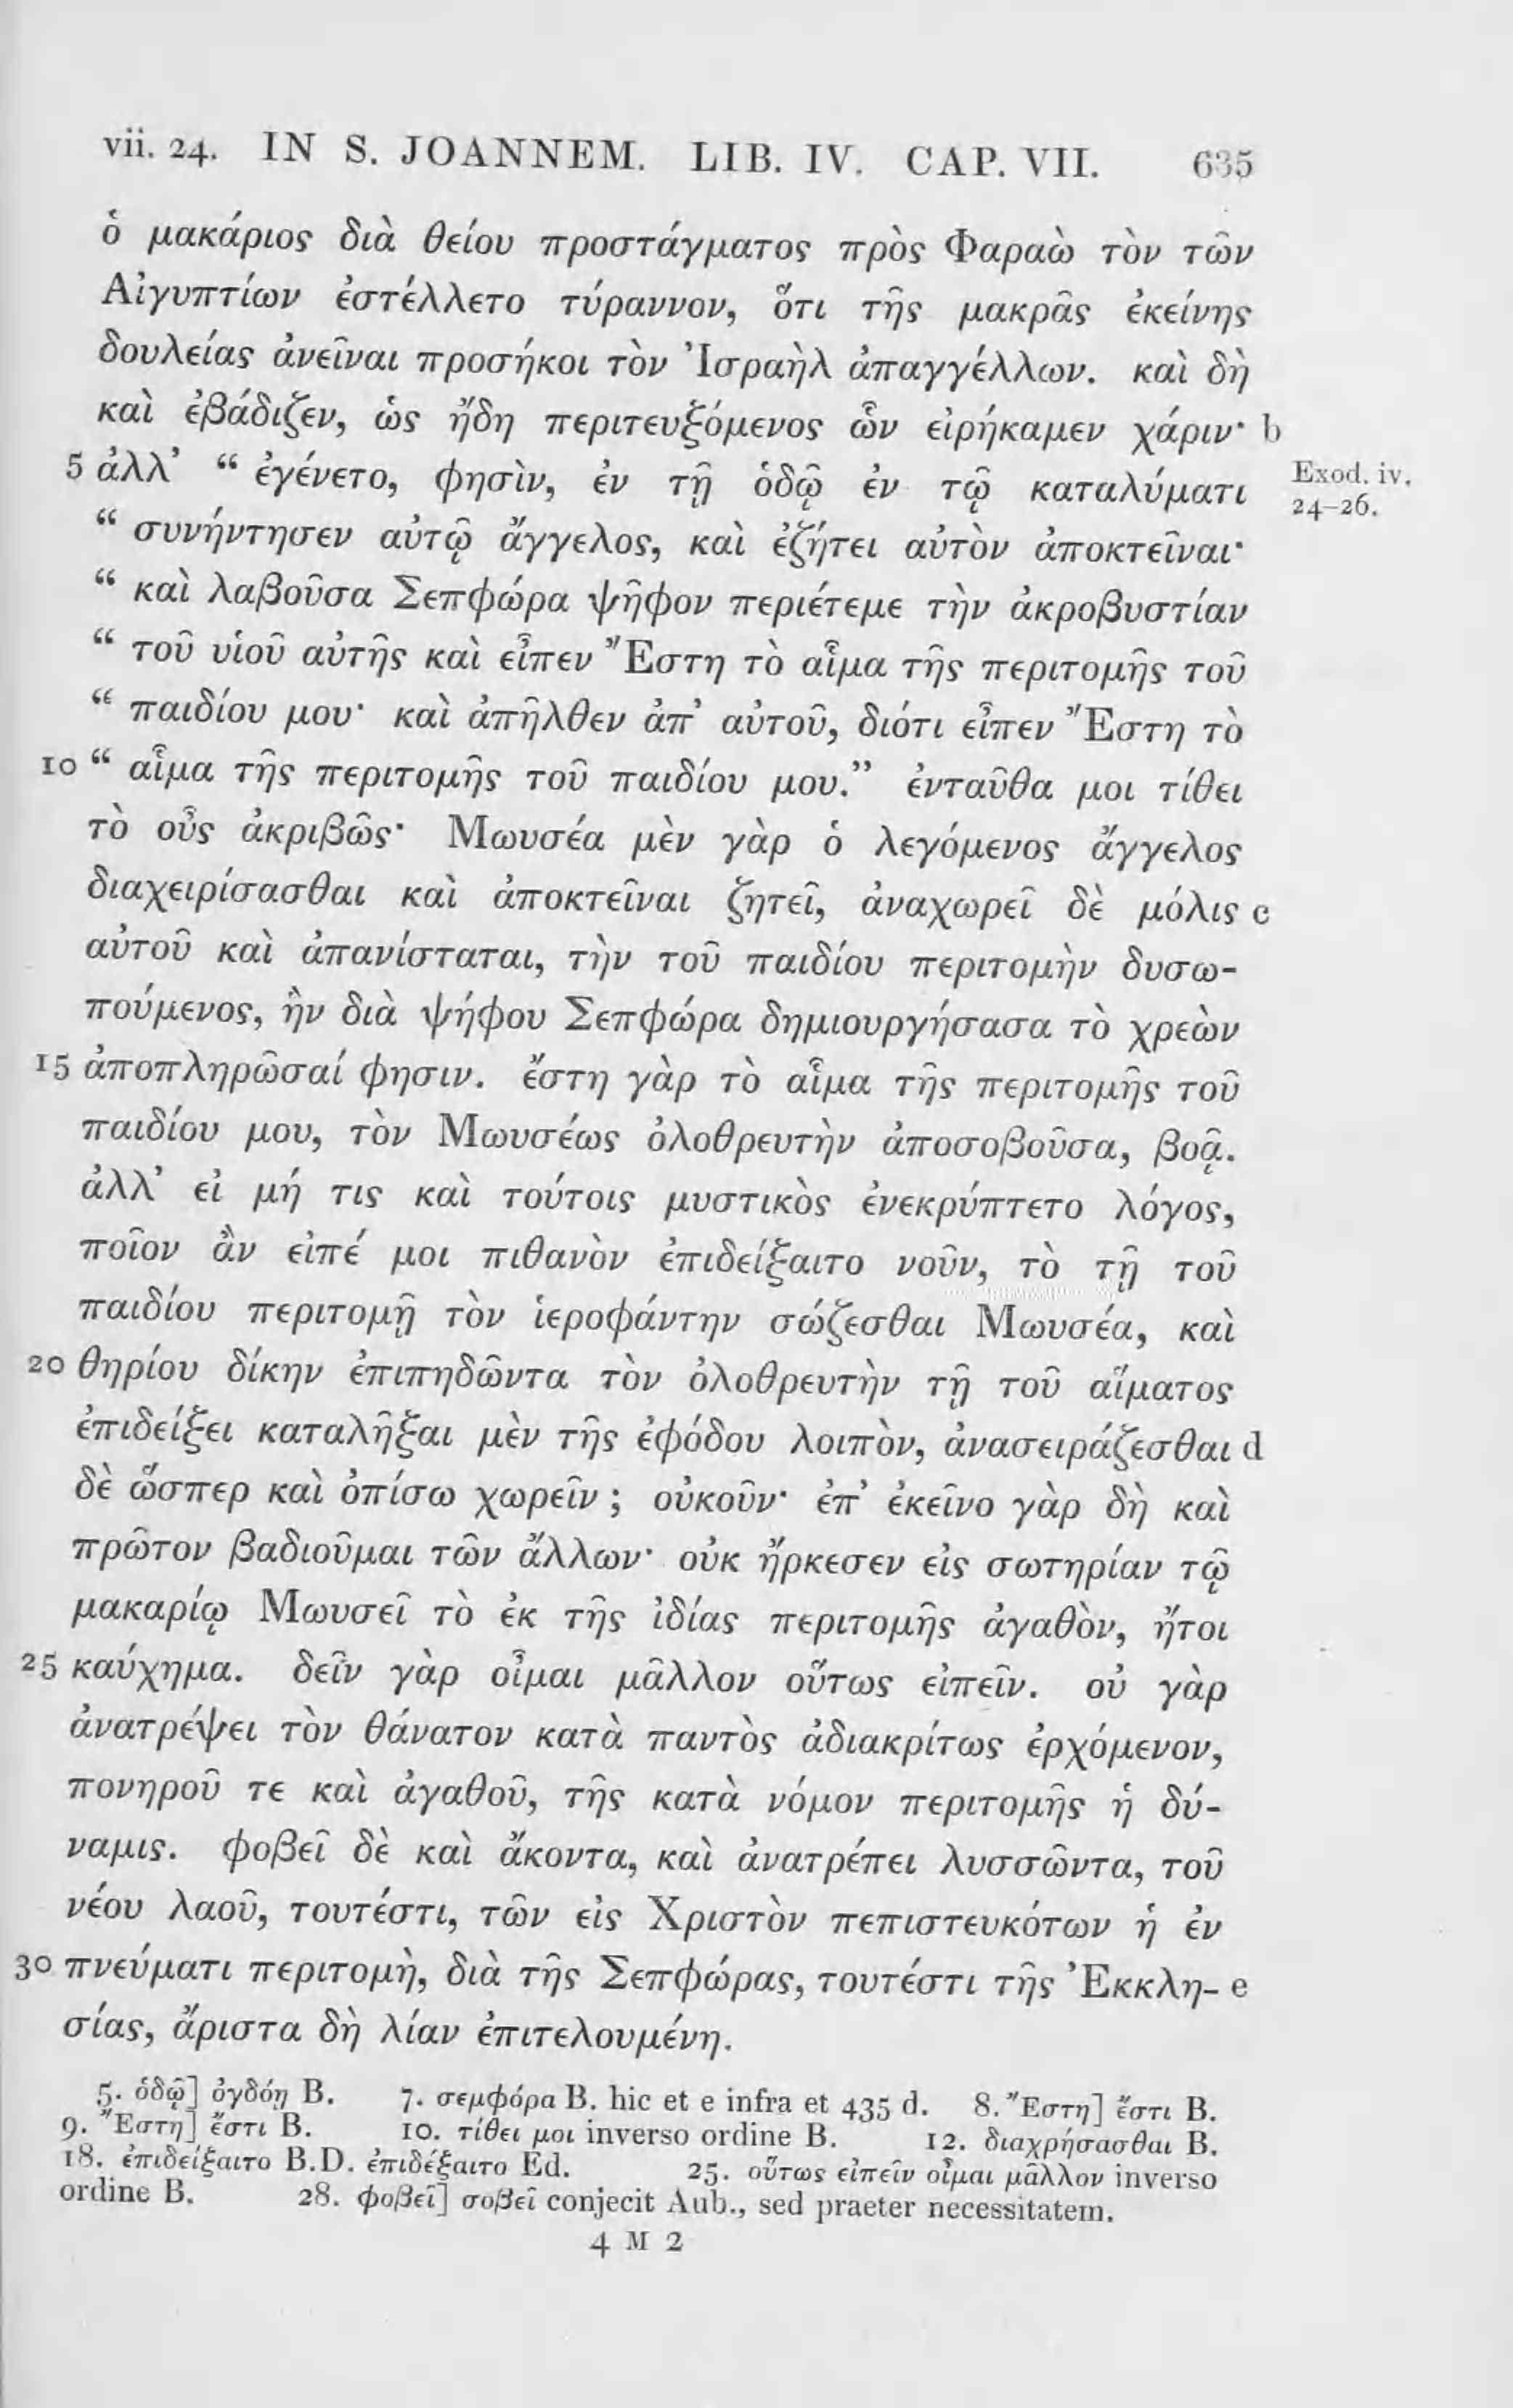 vii. 24. IN S. JOANNEM. LIB. IV. CAP. VII. 635
ὁ μακάριος διὰ θείου προστάγματος πρὸς Φαραὼ τὸν τῶν
Αἰγυπτίων ἐστέλλετο τύραννον, ὅτι τῆς μακρᾶς ἐκείνης
δουλείας ἀνεῖναι προσήκοι τὸν Ἰσραὴλ ἀπαγγέλλων. καὶ δὴ
καὶ ἐβάδιζεν, ὡς ἤδη περιτευξόμενος ὧν εἰρήκαμεν χάριν· b
5 ἀλλ’ “ ἐγένετο, φησὶν, ἐν τῇ ὁδῷ ἐν τῷ καταλύματι Exod. iv.
24-26.
“ συνήντησεν αὐτῷ ἄγγελος, καὶ ἐζήτει αὐτὸν ἀποκτεῖναι·
“ καὶ λαβοῦσα Σεπφώρα ψῆφον περιέτεμε τὴν ἀκροβυστίαν
“ τοῦ υἱοῦ αὐτῆς καὶ εἶπεν Ἔστη τὸ αἷμα τῆς περιτομῆς τοῦ
“ παιδίου μου· καὶ ἀπῆλθεν ἀπ’ αὐτοῦ, διότι εἶπεν Ἔστη τὸ
10 “ αἷμα τῆς περιτομῆς τοῦ παιδίου μου.” ἐνταῦθα μοι τίθει
τὸ οὖς ἀκριβῶς· Μωυσέα μὲν γὰρ ὁ λεγόμενος ἄγγελος
διαχειρίσασθαι καὶ ἀποκτεῖναι ζητεῖ, ἀναχωρεῖ δὲ μόλις c
αὐτοῦ καὶ ἀπανίσταται, τὴν τοῦ παιδίου περιτομὴν δυσω-
πούμενος, ἣν διὰ ψήφου Σεπφώρα δημιουργήσασα τὸ χρεὼν
15 ἀποπληρῶσαί φησιν. ἔστη γὰρ τὸ αἷμα τῆς περιτομῆς τοῦ
παιδίου μου, τὸν Μωυσέως ὀλοθρευτὴν ἀποσοβοῦσα, βοᾷ.
ἀλλ’ εἰ μή τις καὶ τούτοις μυστικὸς ἐνεκρύπτετο λόγος,
ποῖον ἂν εἰπέ μοι πιθανὸν ἐπιδείξαιτο νοῦν, τὸ τῇ τοῦ
παιδίου περιτομῇ τὸν ἱεροφάντην σώζεσθαι Μωυσέα, καὶ
20 θηρίου δίκην ἐπιπηδῶντα τὸν ὀλοθρευτὴν τῇ τοῦ αἵματος
ἐπιδείξει καταλῆξαι μὲν τῆς ἐφόδου λοιπὸν, ἀνασειράζεσθαι d
δὲ ὥσπερ καὶ ὀπίσω χωρεῖν ; οὐκοῦν· ἐπ’ ἐκεῖνο γὰρ δὴ καὶ
πρῶτον βαδιοῦμαι τῶν ἄλλων· οὐκ ἤρκεσεν εἰς σωτηρίαν τῷ
μακαρίῳ Μωυσεῖ τὸ ἐκ τῆς ἰδίας περιτομῆς ἀγαθὸν, ἤτοι
25 καύχημα. δεῖν γὰρ οἶμαι μᾶλλον οὕτως εἰπεῖν. οὐ γὰρ
ἀνατρέψει τὸν θάνατον κατὰ παντὸς ἀδιακρίτως ἐρχόμενον,
πονηροῦ τε καὶ ἀγαθοῦ, τῆς κατὰ νόμον περιτομῆς ἡ δύ-
ναμις. φοβεῖ δὲ καὶ ἄκοντα, καὶ ἀνατρέπει λυσσῶντα, τοῦ
νέου λαοῦ, τουτέστι, τῶν εἰς Χριστὸν πεπιστευκότων ἡ ἐν
30 πνεύματι περιτομὴ, διὰ τῆς Σεπφώρας, τουτέστι τῆς Ἐκκλη- e
σίας, ἄριστα δὴ λίαν ἐπιτελουμένη.
5. ὁδῷ] ὀγδόῃ B. 7. σεμφόρα B. hic et e infra et 435 d. 8. Ἔστη] ἔστι B.
9. Ἔστη] ἔστι B. 10. τίθει μοι inverso ordine B. 12. διαχρήσασθαι B.
18. ἐπιδείξαιτο B.D. ἐπιδέξαιτο Ed. 25. οὕτως εἰπεῖν οἶμαι μᾶλλον inverso
ordine B. 28. φοβεῖ] σοβεῖ conjecit Aub., sed praeter necessitatem.
4 M 2